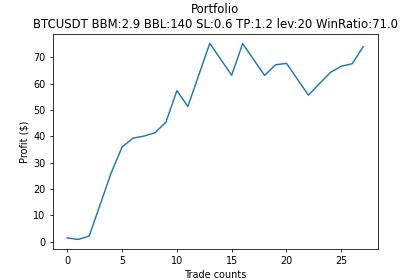 Portfolio
BTCUSDT BBM:2.9 BBL:140 SL:0.6 TP:1.2 lev:20 WinRatio:71.0
Profit ($)
70
60
50
40
30
20
10
0
0 5 10 15 20 25
Trade counts